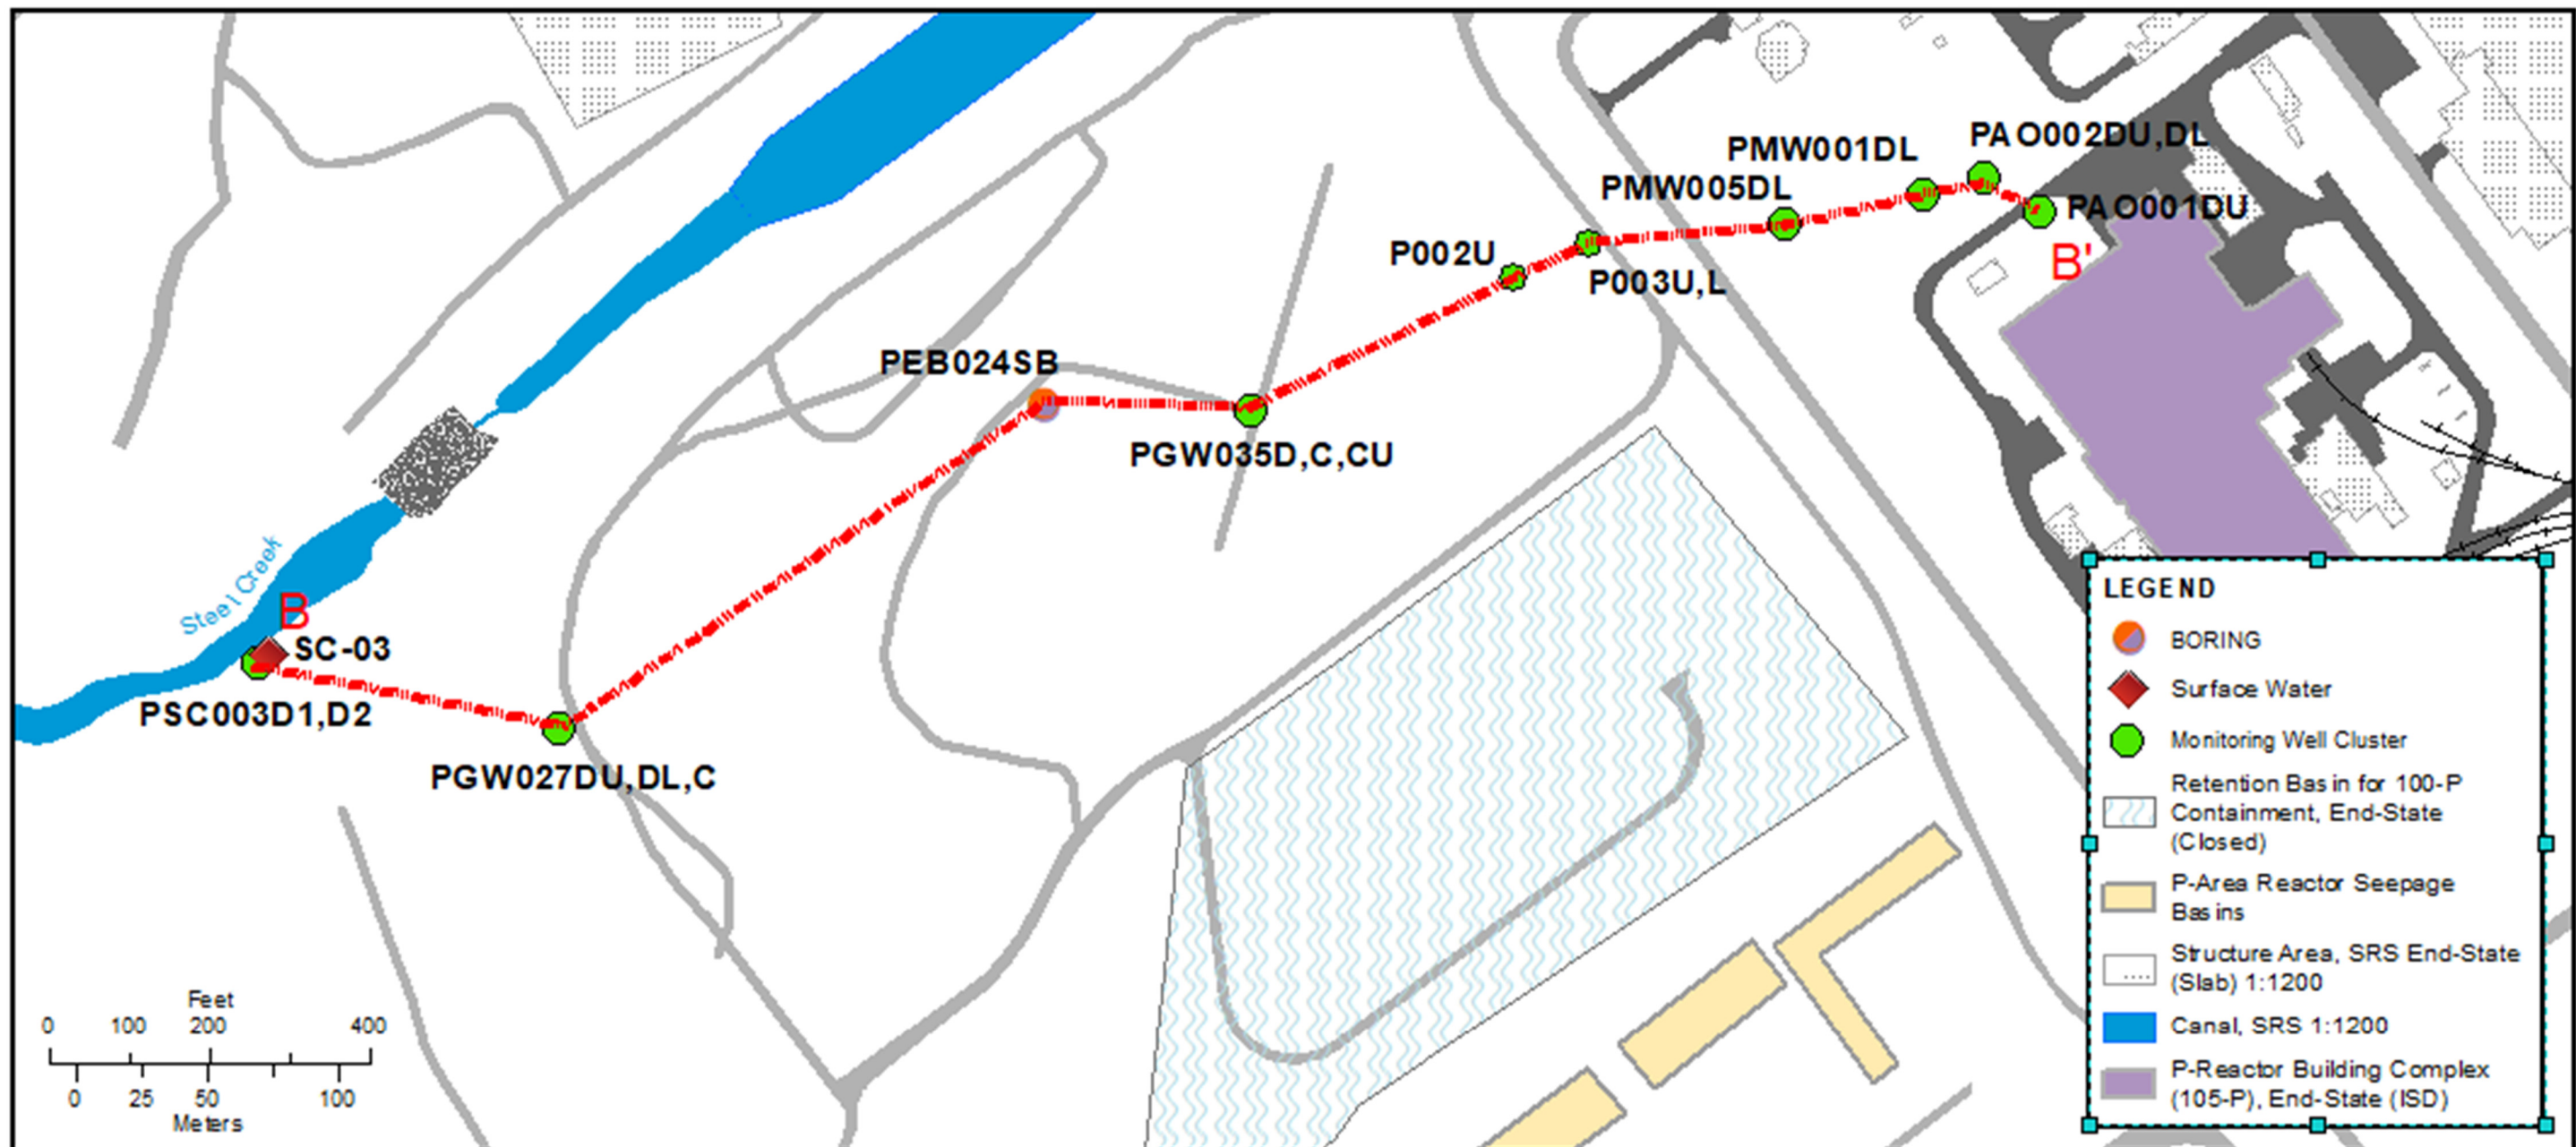 PAO002DU,DL
PMW001DL
PMW005DL
PAO001DU
B'
P002U
P003U,L
PEB024SB
PGW035D,C,CU
Steel Creek
B
SC-03
PSC003D1,D2
PGW027DU,DL,C
LEGEND
BORING
Surface Water
Monitoring Well Cluster
Retention Basin for 100-P
Containment, End-State
(Closed)
P-Area Reactor Seepage
Basins
Structure Area, SRS End-State
(Slab) 1:1200
Canal, SRS 1:1200
P-Reactor Building Complex
(105-P), End-State (ISD)
Feet
0 100 200 400
0 25 50 100
Meters